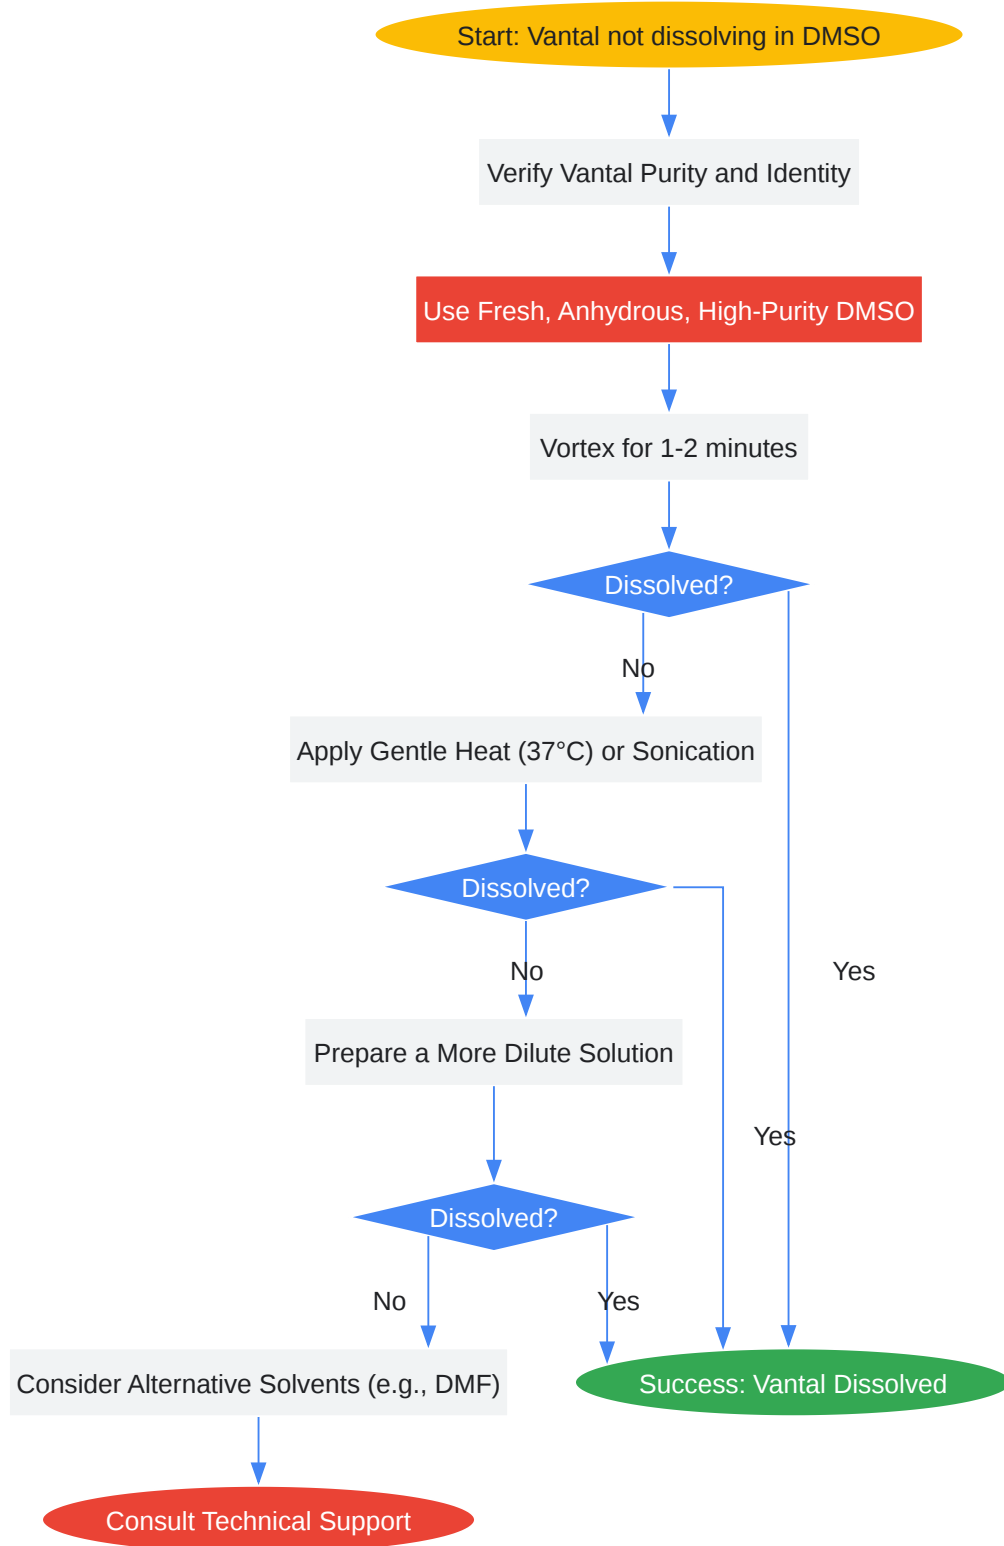 Start: Vantal not dissolving in DMSO
Verify Vantal Purity and Identity
Use Fresh, Anhydrous, High-Purity DMSO
Vortex for 1-2 minutes
Dissolved?
No
Apply Gentle Heat (37°C) or Sonication
Dissolved?
No
Yes
Prepare a More Dilute Solution
Yes
Dissolved?
No
Yes
Consider Alternative Solvents (e.g., DMF)
Success: Vantal Dissolved
Consult Technical Support